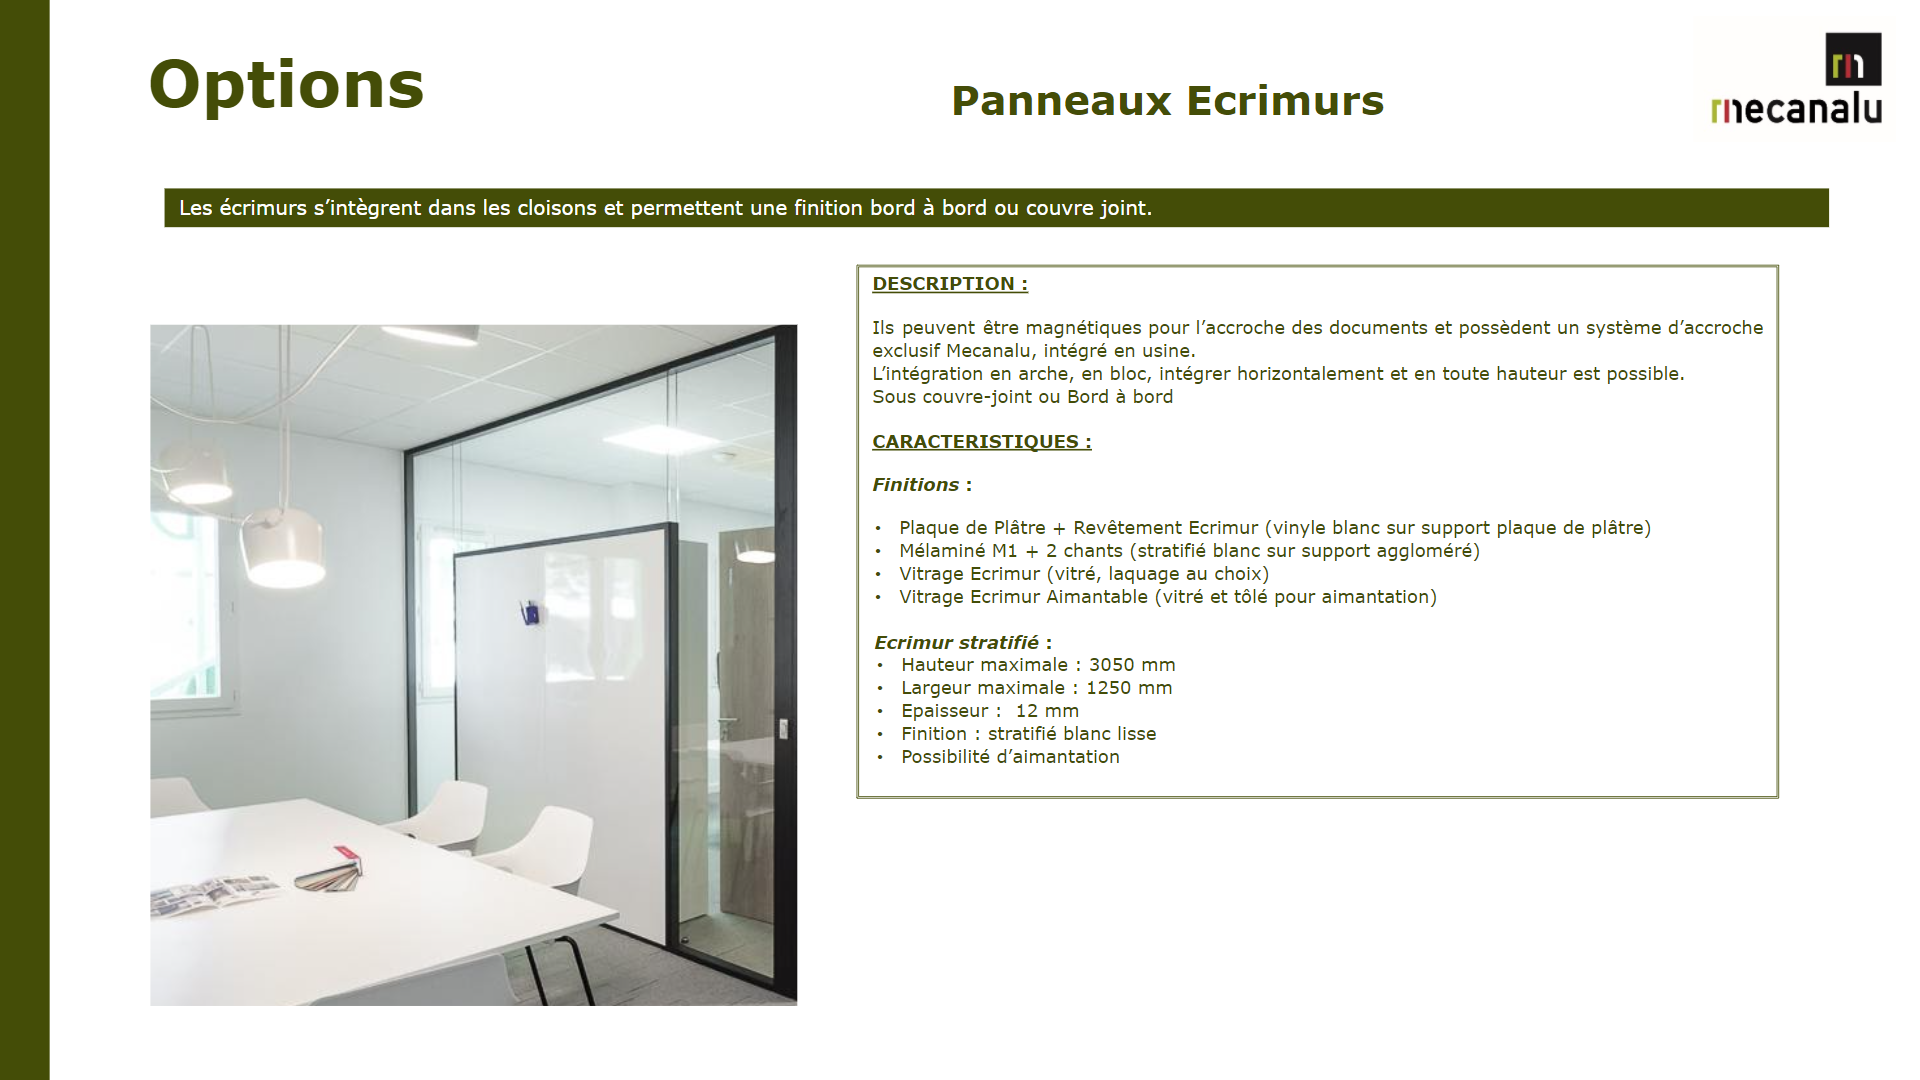 Options
Panneaux Ecrimurs
mecanalu
Les écrimurs s’intègrent dans les cloisons et permettent une finition bord à bord ou couvre joint.
DESCRIPTION :
Ils peuvent être magnétiques pour l’accroche des documents et possèdent un système d’accroche
exclusif Mecanalu, intégré en usine.
L’intégration en arche, en bloc, intégrer horizontalement et en toute hauteur est possible.
Sous couvre-joint ou Bord à bord
CARACTERISTIQUES :
Finitions :
• Plaque de Plâtre + Revêtement Ecrimur (vinyle blanc sur support plaque de plâtre)
• Mélaminé M1 + 2 chants (stratifié blanc sur support aggloméré)
• Vitrage Ecrimur (vitré, laquage au choix)
• Vitrage Ecrimur Aimantable (vitré et tôlé pour aimantation)
Ecrimur stratifié :
• Hauteur maximale : 3050 mm
• Largeur maximale : 1250 mm
• Epaisseur :  12 mm
• Finition : stratifié blanc lisse
• Possibilité d’aimantation